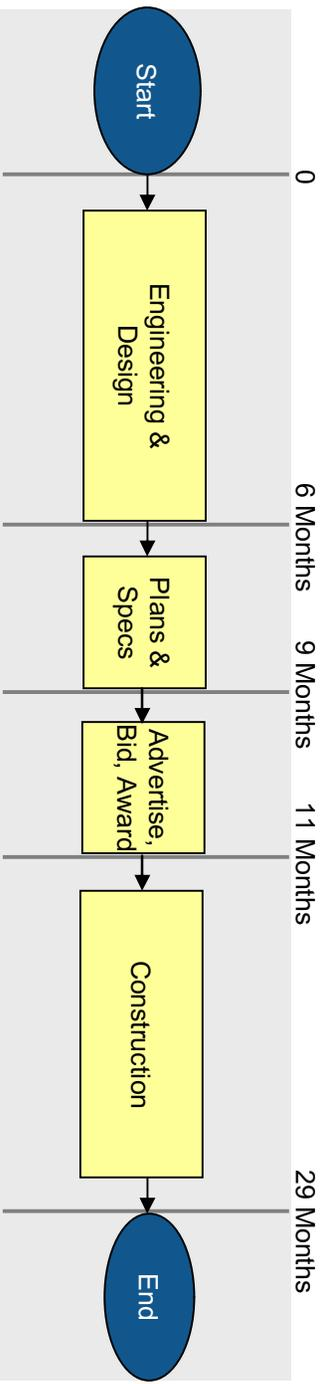 0
6 Months
9 Months
11 Months
29 Months
Start
Engineering &
Design
Plans &
Specs
Advertise,
Bid, Award
Construction
End